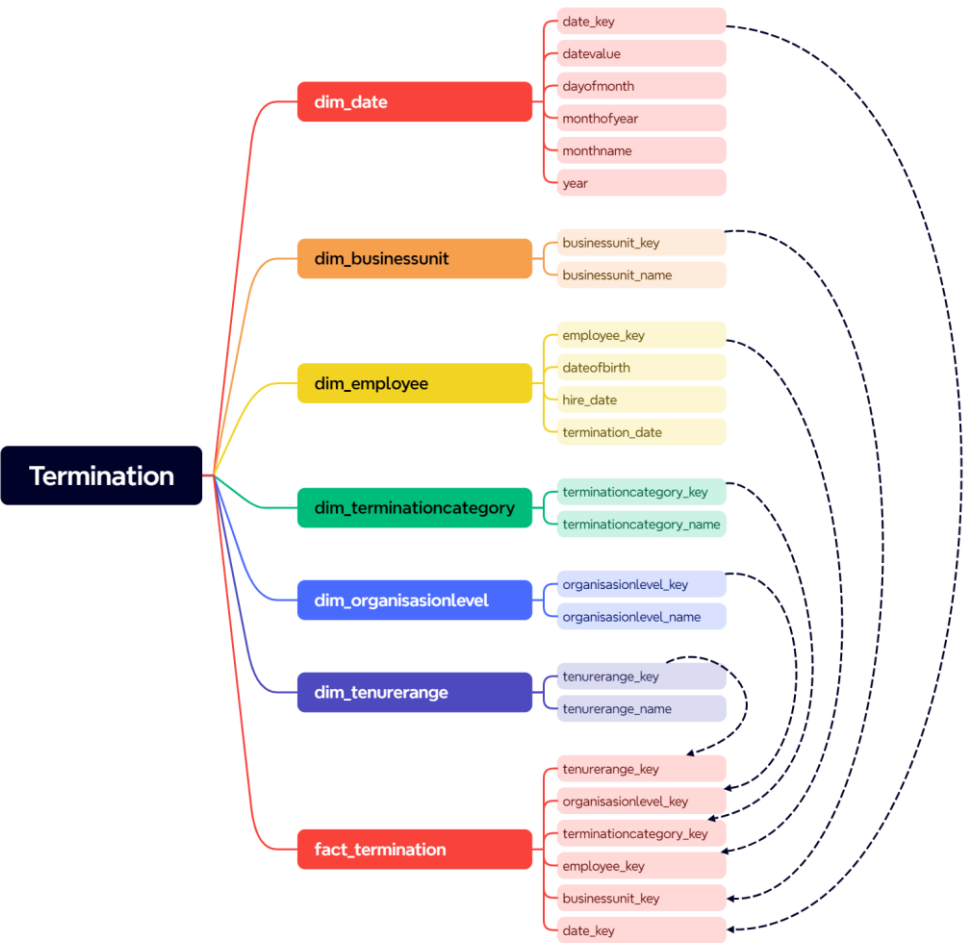 Termination
dim_date
date_key
datevalue
dayofmonth
monthofyear
monthname
year
dim_businessunit
businessunit_key
businessunit_name
dim_employee
employee_key
dateofbirth
hire_date
termination_date
dim_terminationcategory
terminationcategory_key
terminationcategory_name
dim_organisasionlevel
organisasionlevel_key
organisasionlevel_name
dim_tenurerange
tenurerange_key
tenurerange_name
fact_termination
tenurerange_key
organisasionlevel_key
terminationcategory_key
employee_key
businessunit_key
date_key